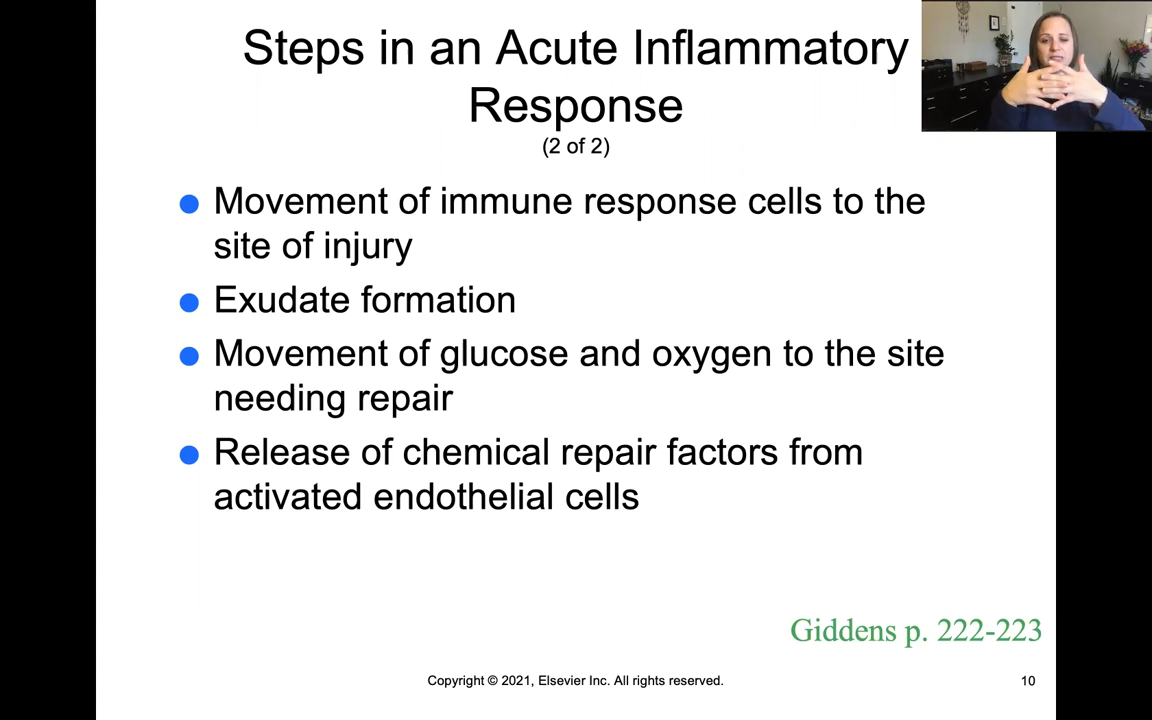 Steps in an Acute Inflammatory
Response
(2 of 2)
● Movement of immune response cells to the
site of injury
● Exudate formation
● Movement of glucose and oxygen to the site
needing repair
● Release of chemical repair factors from
activated endothelial cells
Giddens p. 222-223
Copyright © 2021, Elsevier Inc. All rights reserved.
10